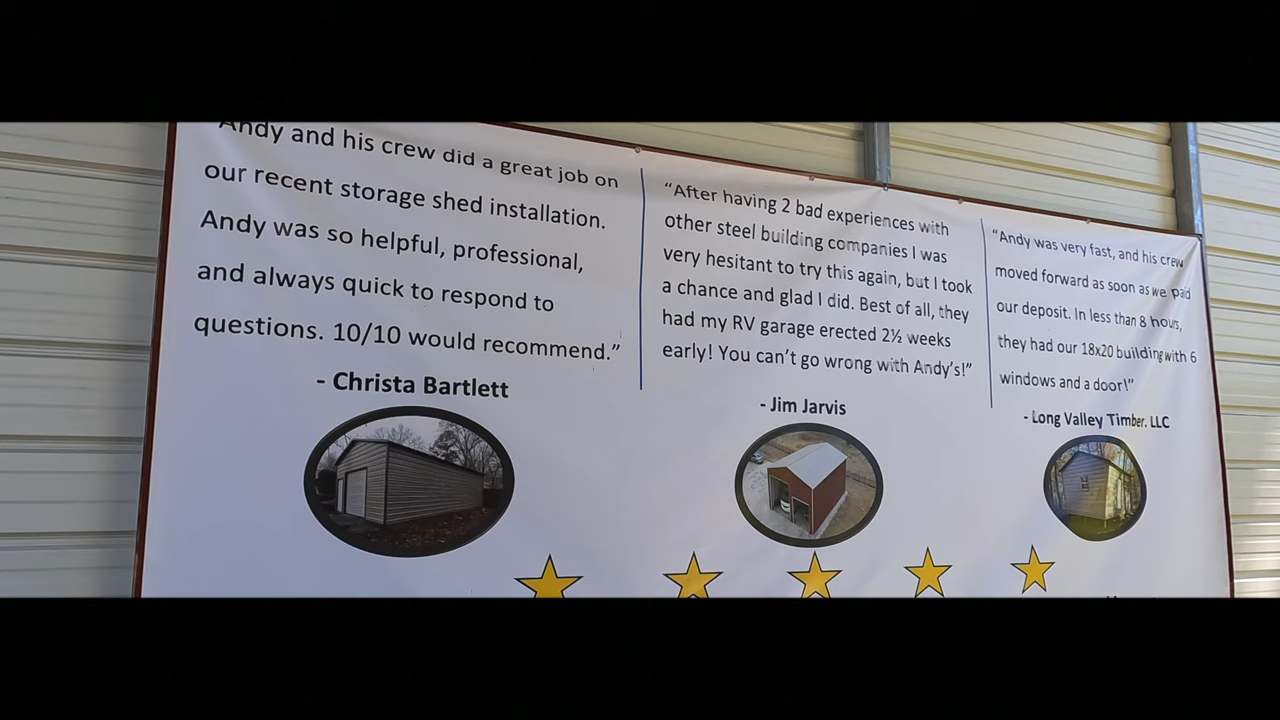 Andy and his crew did a great job on
our recent storage shed installation.
Andy was so helpful, professional,
and always quick to respond to
questions. 10/10 would recommend.”
- Christa Bartlett
“After having 2 bad experiences with
other steel building companies I was
very hesitant to try this again, but I took
a chance and glad I did. Best of all, they
had my RV garage erected 2½ weeks
early! You can’t go wrong with Andy’s!”
- Jim Jarvis
“Andy was very fast, and his crew
moved forward as soon as we paid
our deposit. In less than 8 hours,
they had our 18x20 building with 6
windows and a door!”
- Long Valley Timber. LLC